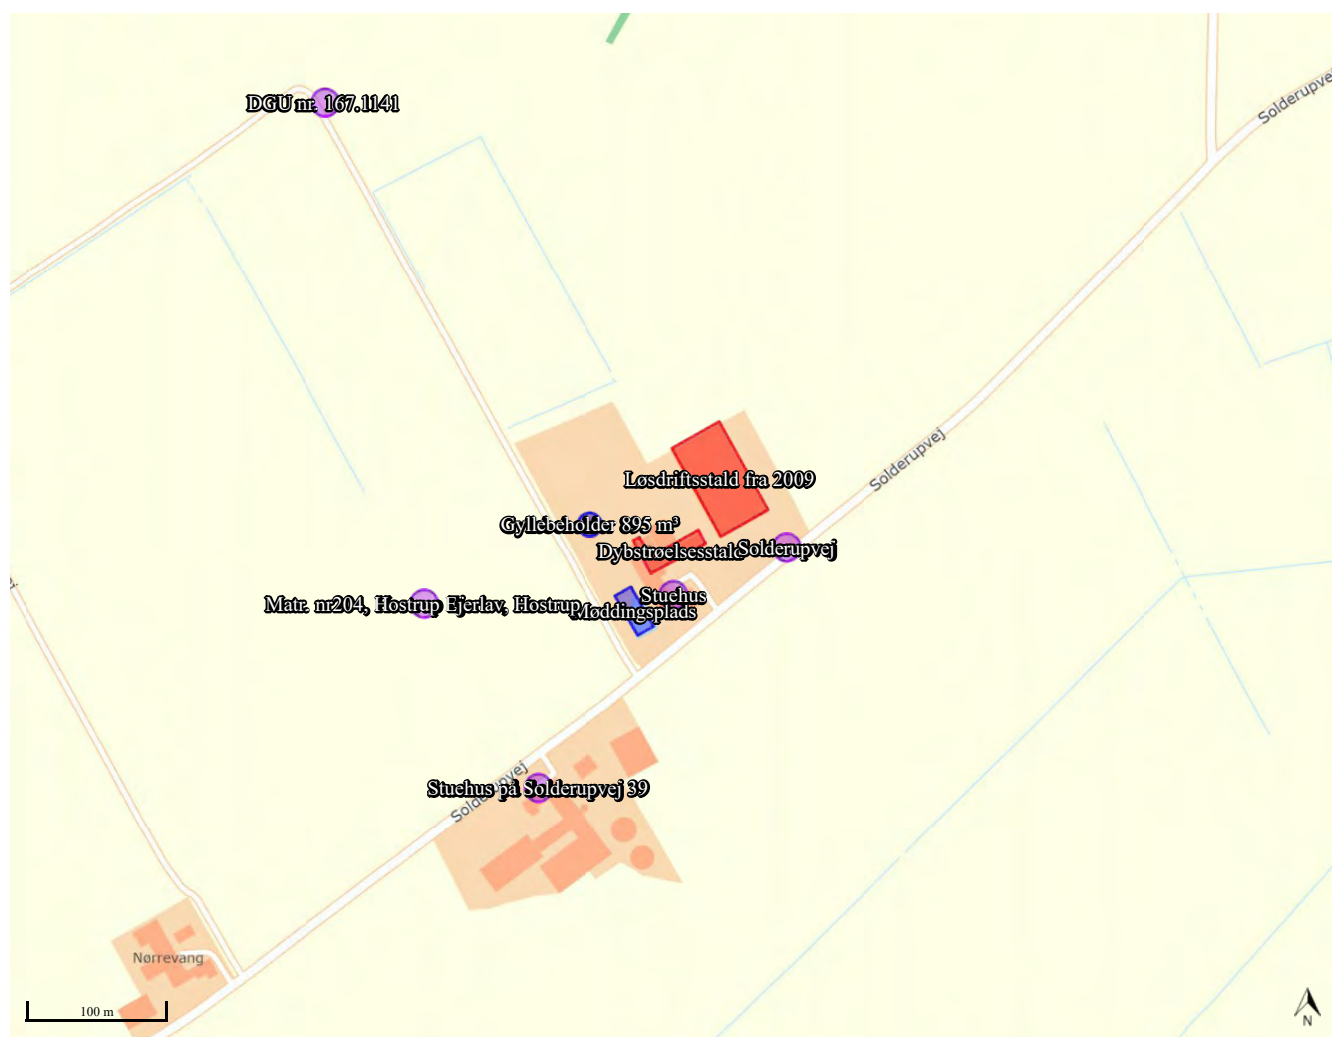 Solderupvej
DGU nr. 167.1141
Solderupvej
Løsdriftsstald fra 2009
Gyllebeholder 895 m³
Dybstrøelsesstald
Solderupvej
Stuehus
Matr. nr204, Hostrup Ejerlav, Hostrup
Møddingsplads
Solderupvej
Stuehus på Solderupvej 39
Nørrevang
100 m
N